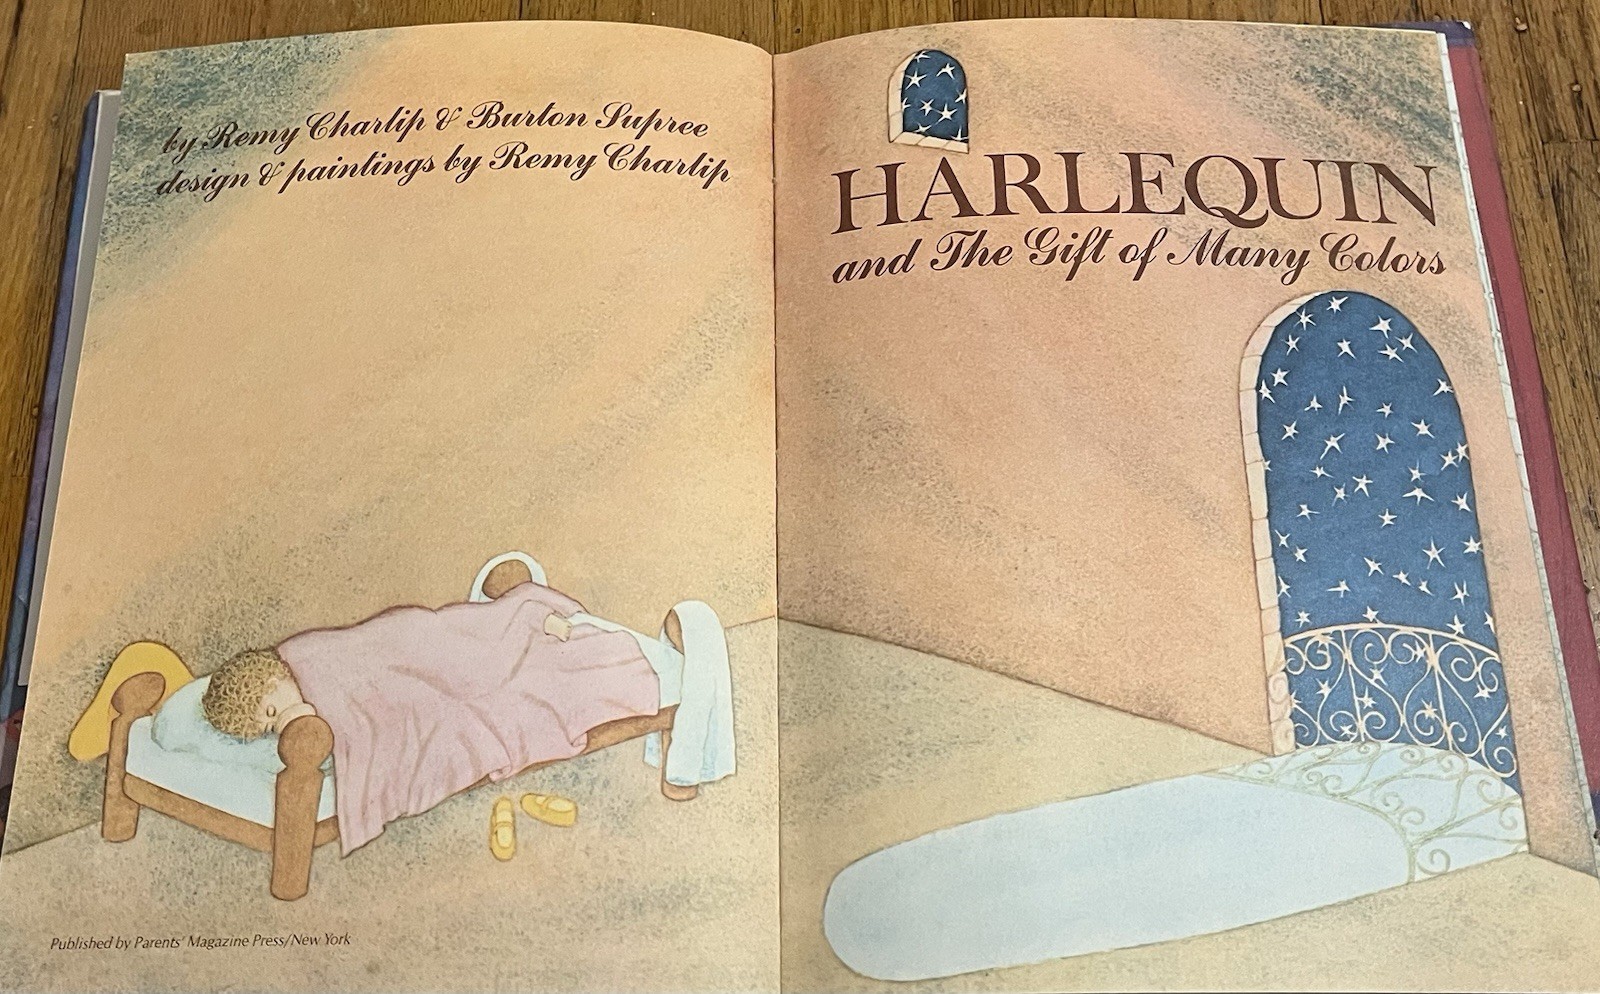 by Remy Charlip & Burton Supree
design & paintings by Remy Charlip
Published by Parents' Magazine Press/New York
HARLEQUIN
and The Gift of Many Colors